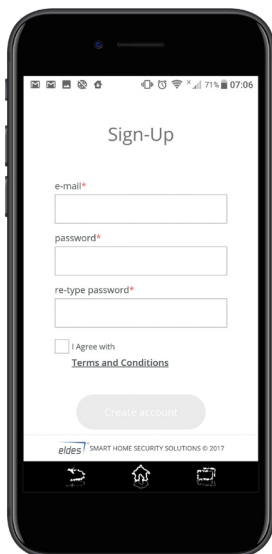 71% 07:06
Sign-Up
e-mail*
password*
re-type password*
I Agree with
Terms and Conditions
Create account
eldes SMART HOME SECURITY SOLUTIONS © 2017